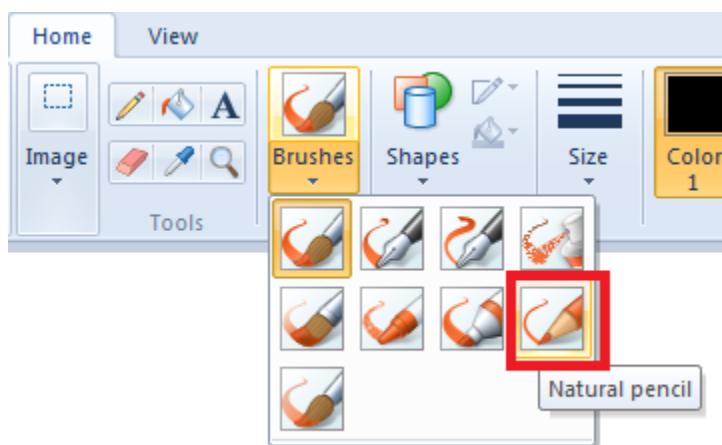 Home View
Image
A
Tools
Brushes
Shapes
Size
Color
1
Natural pencil